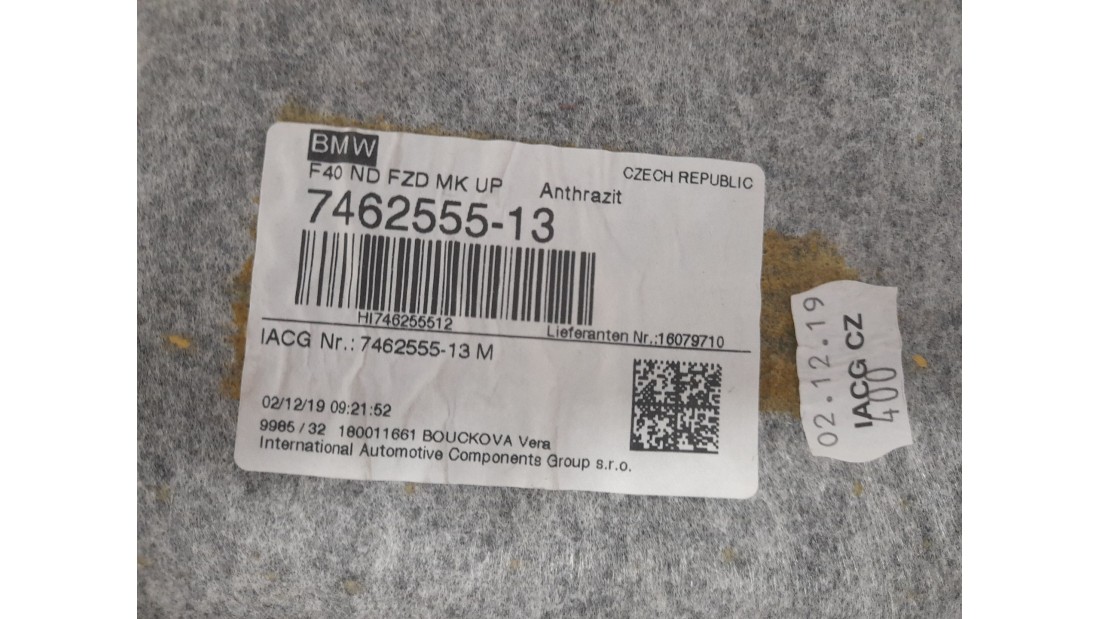 BMW
CZECH REPUBLIC
F40 ND FZD MK UP Anthrazit
7462555-13
HI746255512
Lieferanten Nr.:16079710
IACG Nr.: 7462555-13 M
02/12/19 09:21:52
9985 / 32 180011661 BOUCKOVA Vera
International Automotive Components Group s.r.o.
02.12.19
IACG CZ
400